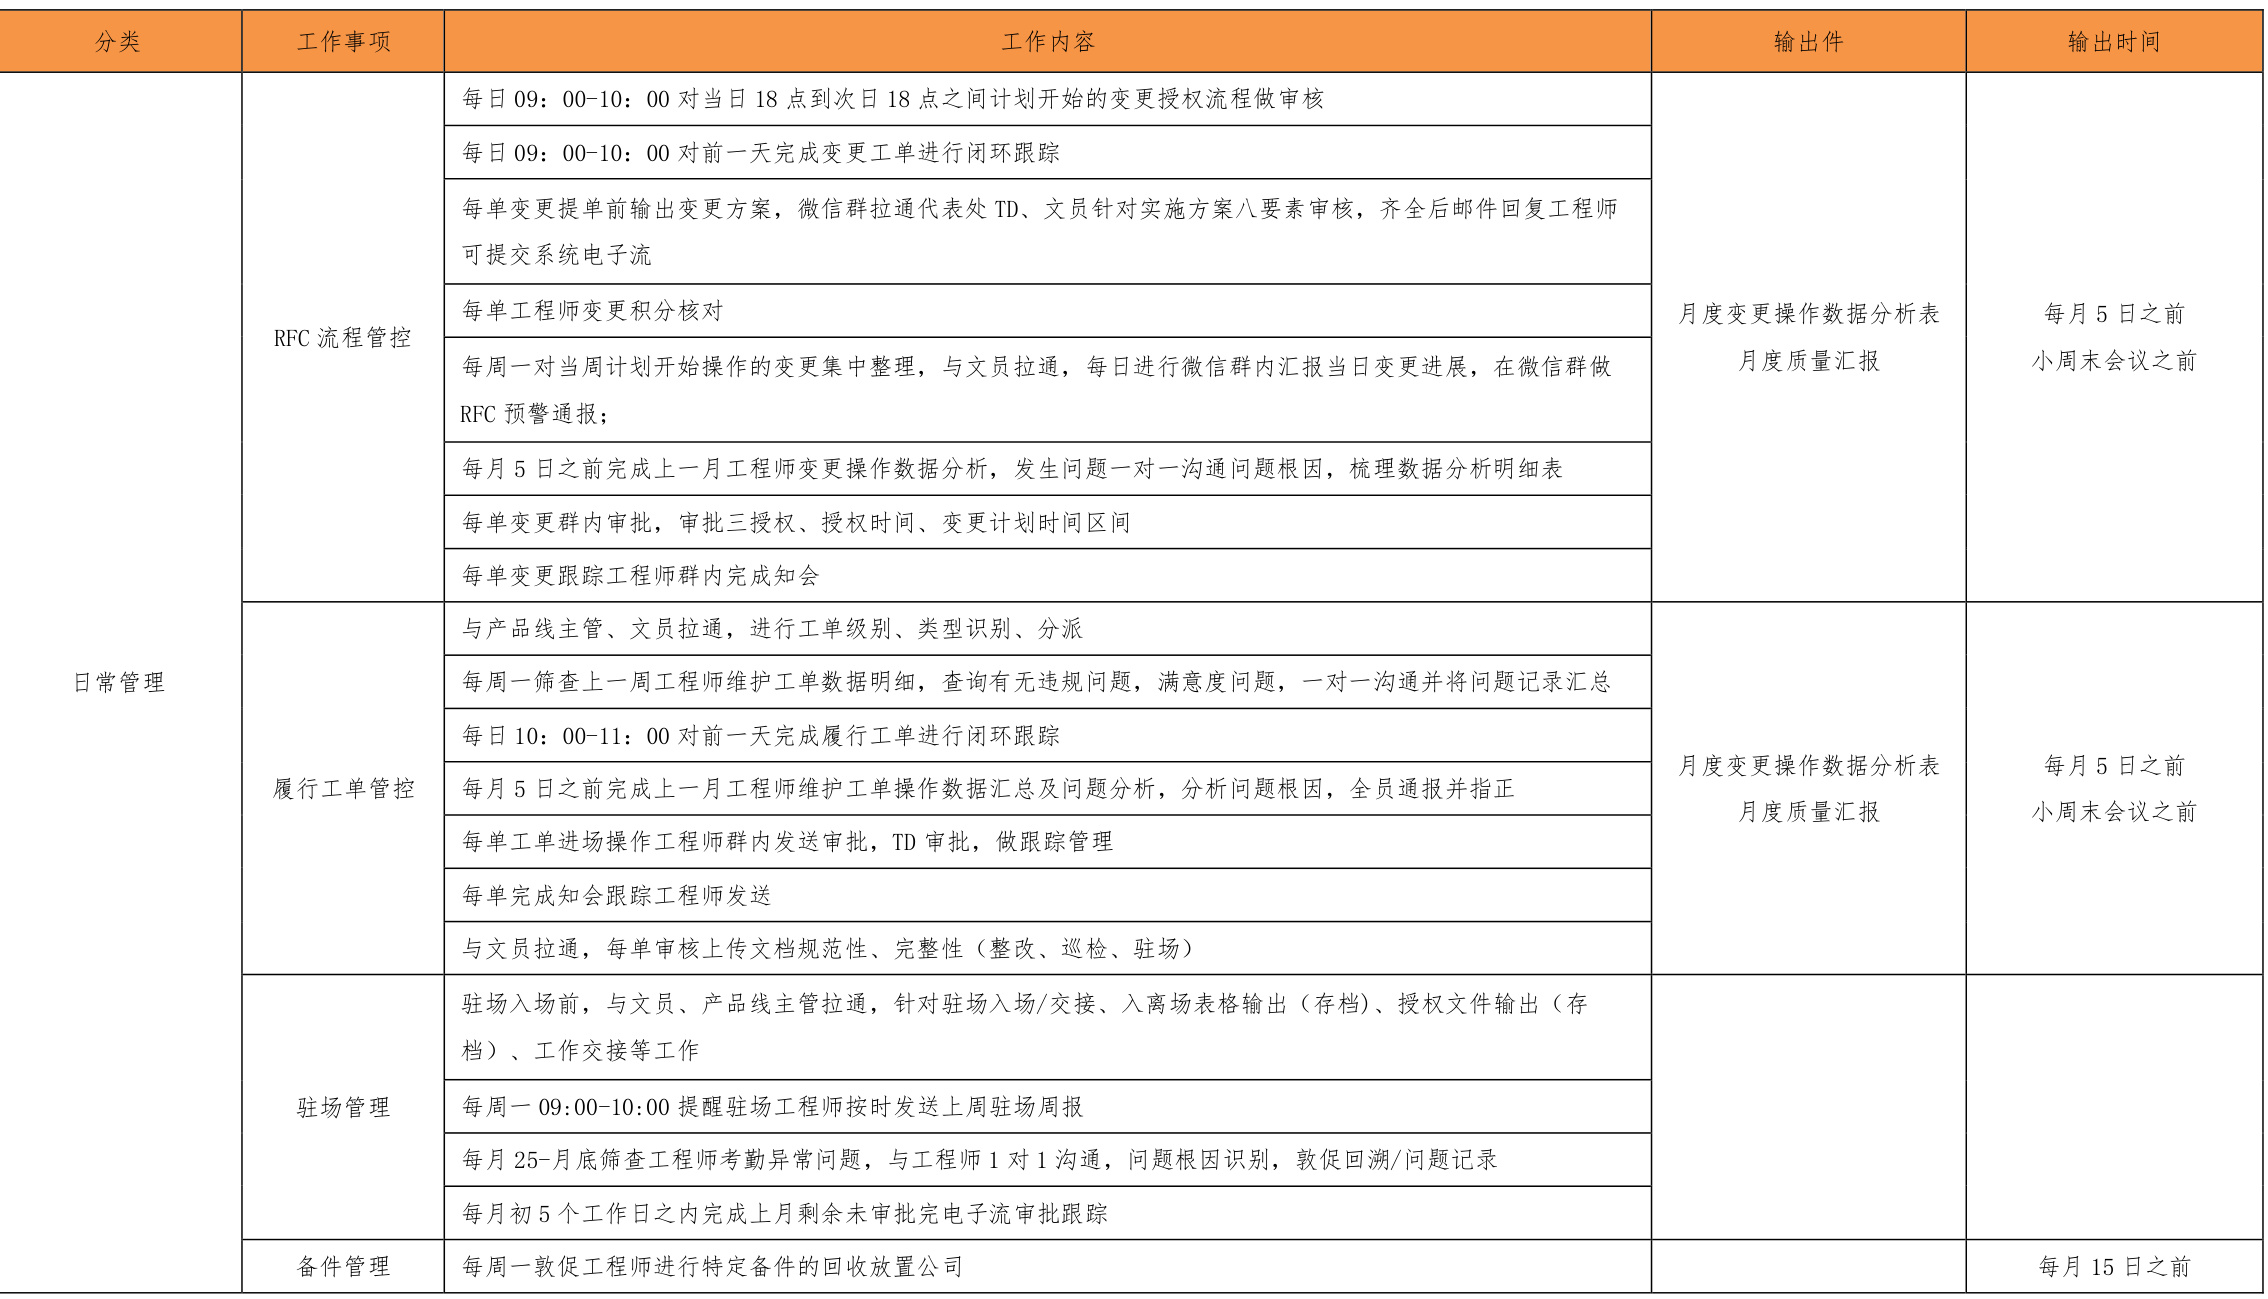 分类 工作事项 工作内容 输出件 输出时间
日常管理
RFC 流程管控
每日 09：00-10：00 对当日 18 点到次日 18 点之间计划开始的变更授权流程做审核
每日 09：00-10：00 对前一天完成变更工单进行闭环跟踪
每单变更提单前输出变更方案，微信群拉通代表处 TD、文员针对实施方案八要素审核，齐全后邮件回复工程师
可提交系统电子流
每单工程师变更积分核对
每周一对当周计划开始操作的变更集中整理，与文员拉通，每日进行微信群内汇报当日变更进展，在微信群做
RFC 预警通报；
每月 5 日之前完成上一月工程师变更操作数据分析，发生问题一对一沟通问题根因，梳理数据分析明细表
每单变更群内审批，审批三授权、授权时间、变更计划时间区间
每单变更跟踪工程师群内完成知会
月度变更操作数据分析表
月度质量汇报
每月 5 日之前
小周末会议之前
履行工单管控
与产品线主管、文员拉通，进行工单级别、类型识别、分派
每周一筛查上一周工程师维护工单数据明细，查询有无违规问题，满意度问题，一对一沟通并将问题记录汇总
每日 10：00-11：00 对前一天完成履行工单进行闭环跟踪
每月 5 日之前完成上一月工程师维护工单操作数据汇总及问题分析，分析问题根因，全员通报并指正
每单工单进场操作工程师群内发送审批，TD 审批，做跟踪管理
每单完成知会跟踪工程师发送
与文员拉通，每单审核上传文档规范性、完整性（整改、巡检、驻场）
月度变更操作数据分析表
月度质量汇报
每月 5 日之前
小周末会议之前
驻场管理
驻场入场前，与文员、产品线主管拉通，针对驻场入场/交接、入离场表格输出（存档)、授权文件输出（存
档）、工作交接等工作
每周一 09:00-10:00 提醒驻场工程师按时发送上周驻场周报
每月 25-月底筛查工程师考勤异常问题，与工程师 1 对 1 沟通，问题根因识别，敦促回溯/问题记录
每月初 5 个工作日之内完成上月剩余未审批完电子流审批跟踪
备件管理
每周一敦促工程师进行特定备件的回收放置公司
每月 15 日之前